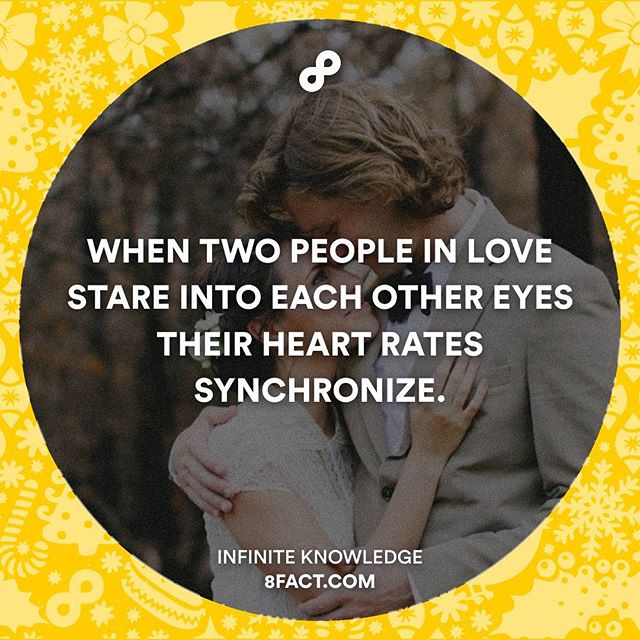 WHEN TWO PEOPLE IN LOVE
STARE INTO EACH OTHER EYES
THEIR HEART RATES
SYNCHRONIZE.
INFINITE KNOWLEDGE
8FACT.COM